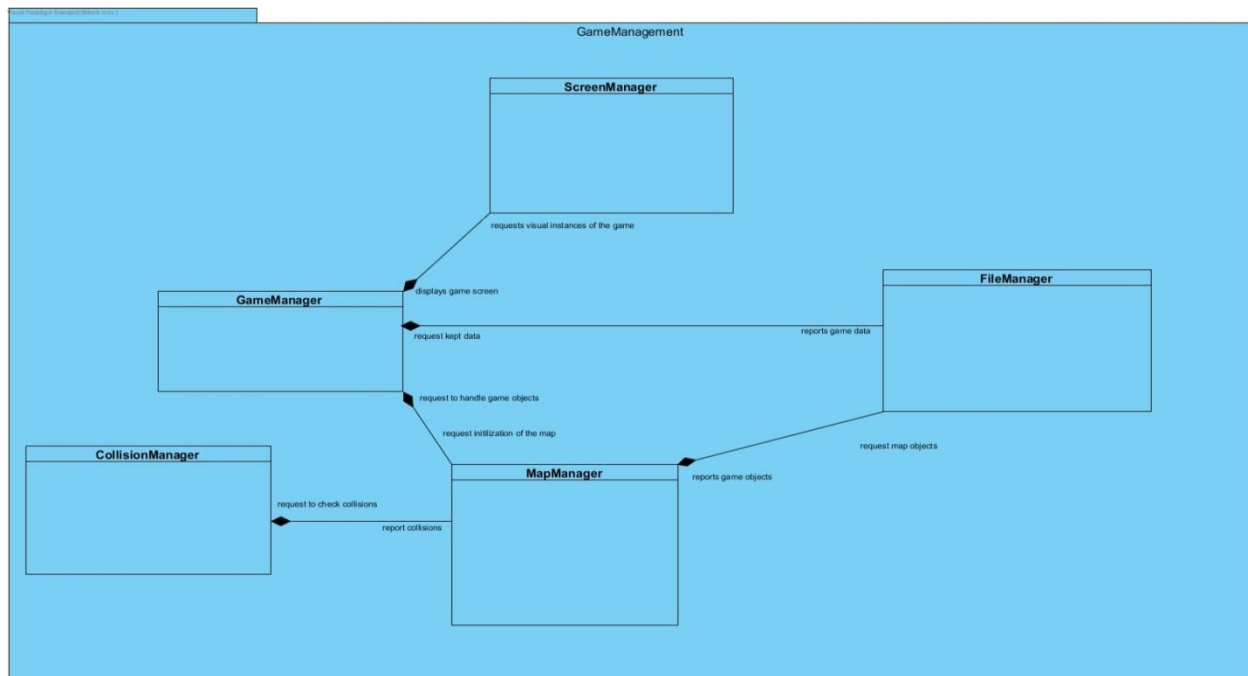 GameManagement
ScreenManager
requests visual instances of the game
displays game screen
GameManager
FileManager
request kept data
reports game data
request to handle game objects
request initilization of the map
request map objects
CollisionManager
MapManager
reports game objects
request to check collisions
report collisions